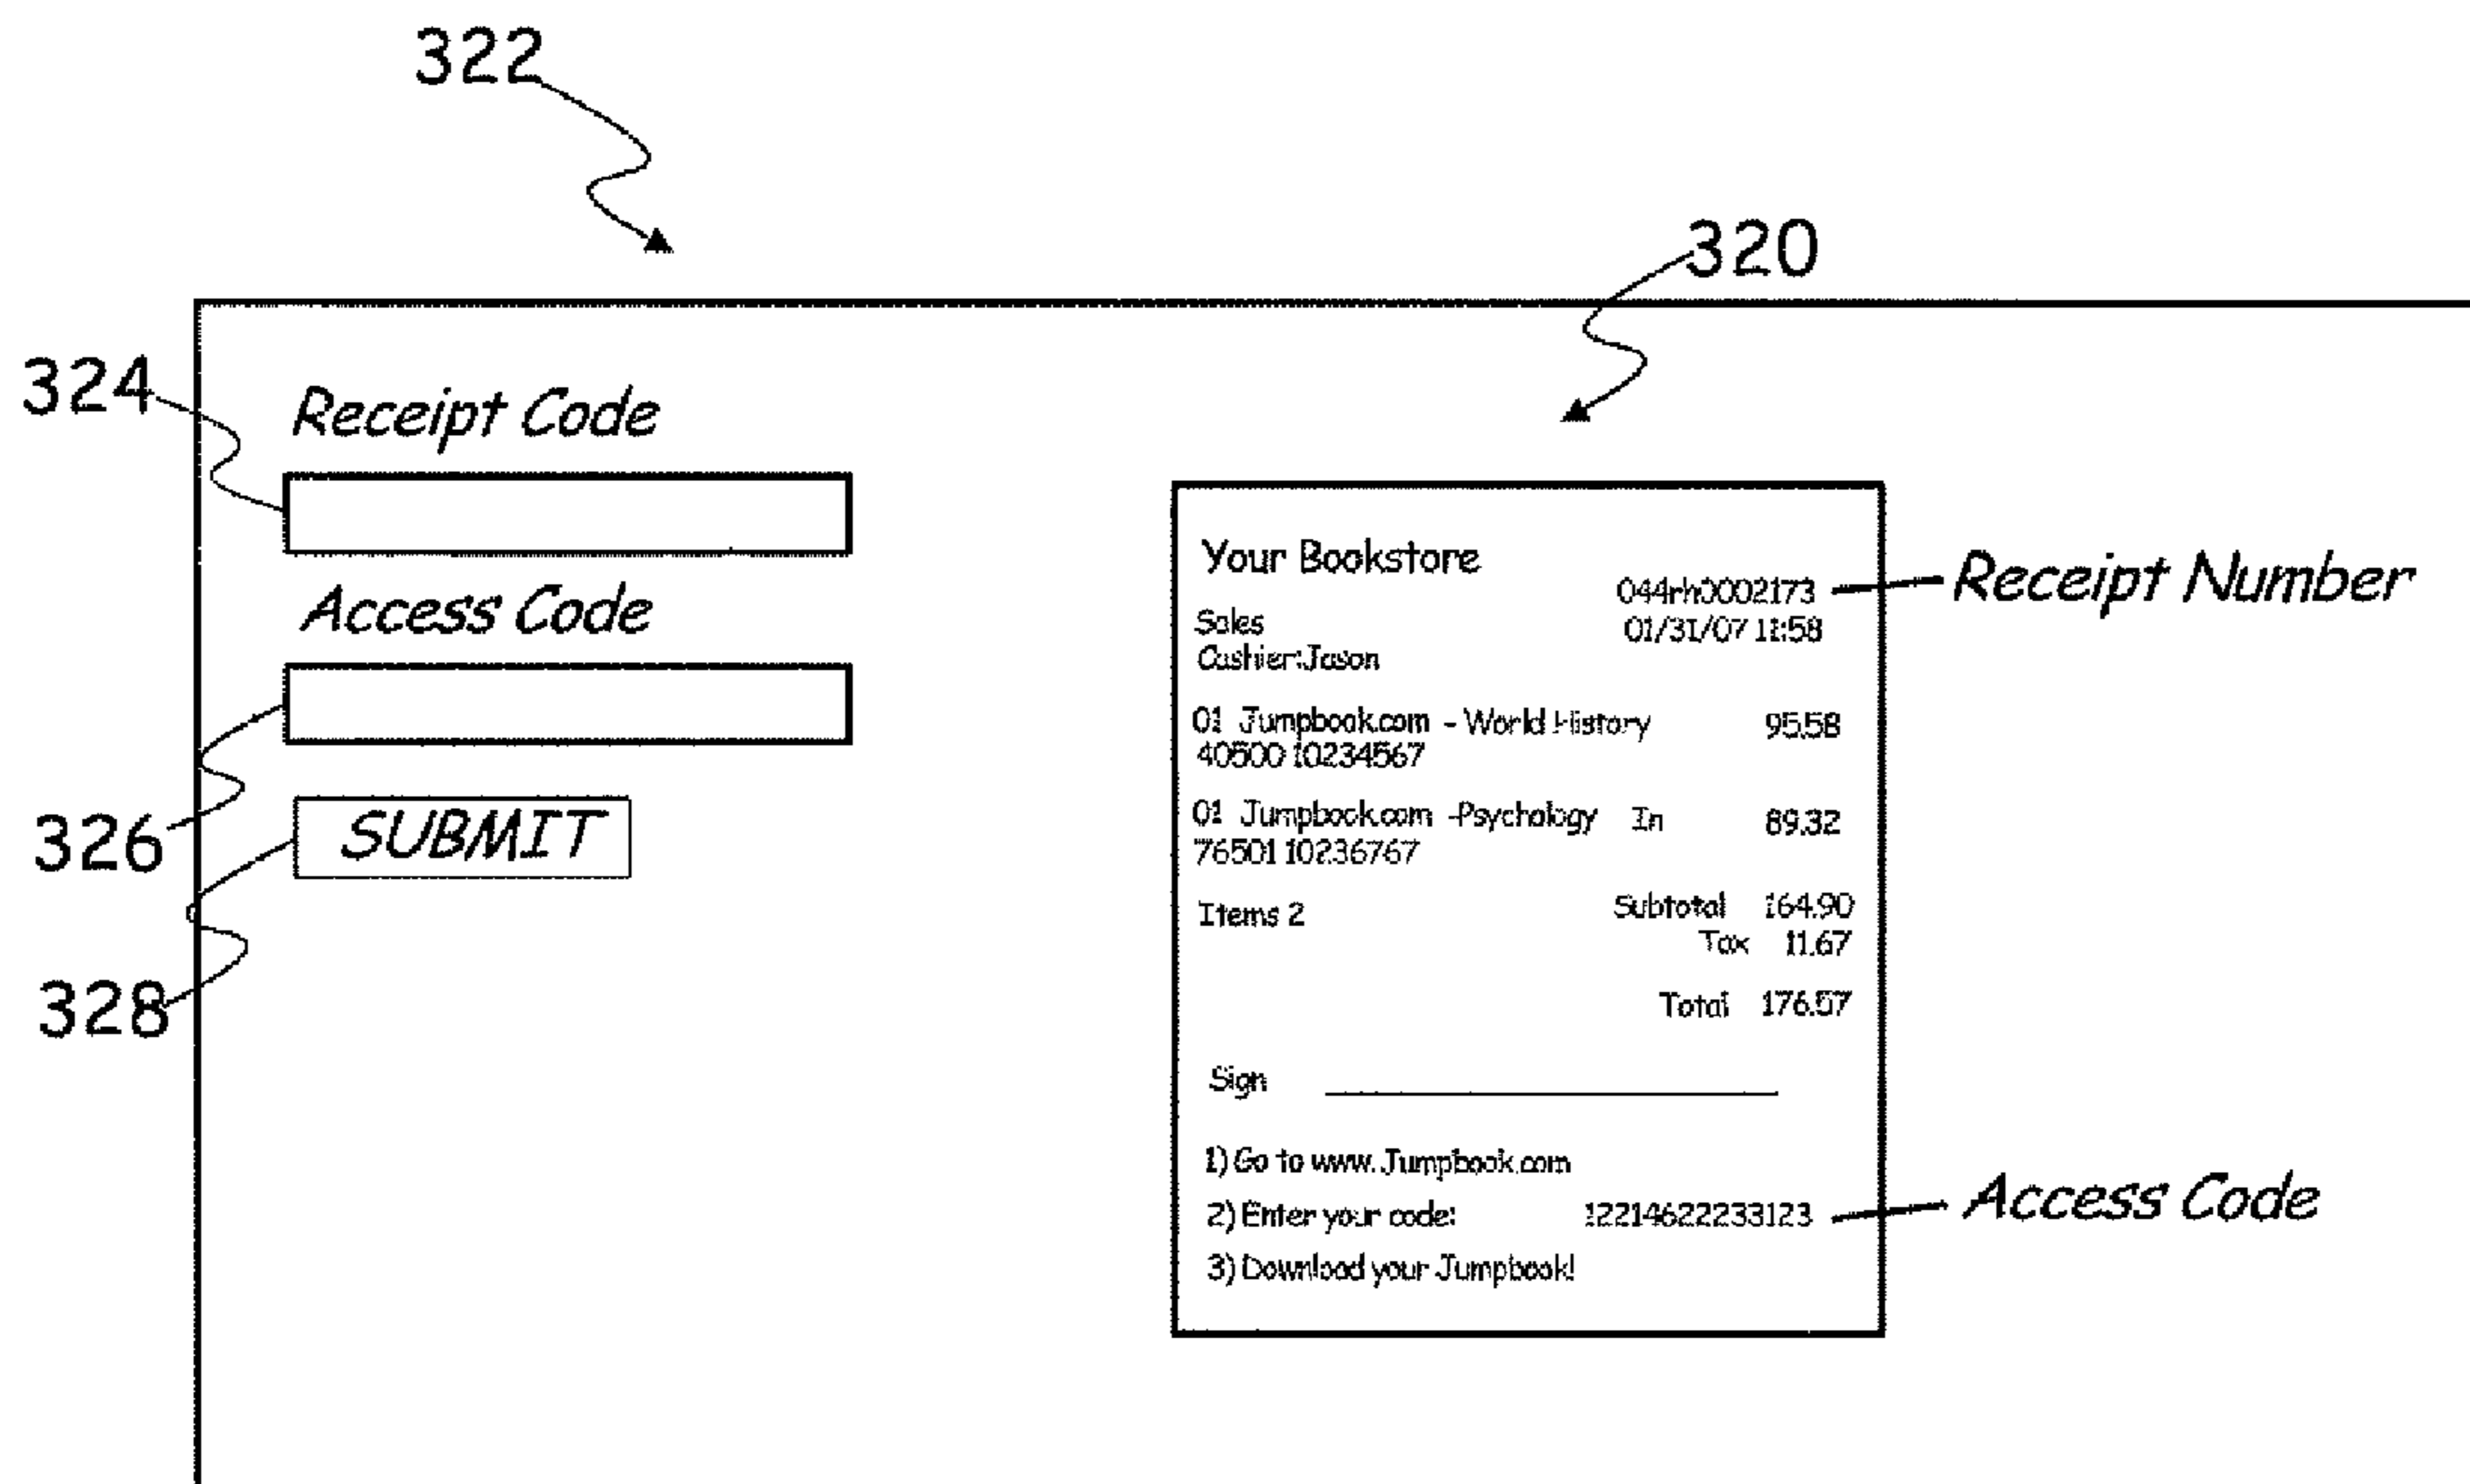 322
320
324
Receipt Code
Access Code
326
SUBMIT
328
Your Bookstore
044rh0002173
Receipt Number
Sales
01/31/07 11:58
Cashier:Jason
01 Jumpbook.com - World History 95.58
40500 10234567
01 Jumpbook.com -Psychology In 89.32
76501 10236767
Items 2
Subtotal 164.90
Tax 11.67
Total 176.57
Sign
1) Go to www.Jumpbook.com
2) Enter your code: 12214622233123
Access Code
3) Download your Jumpbook!